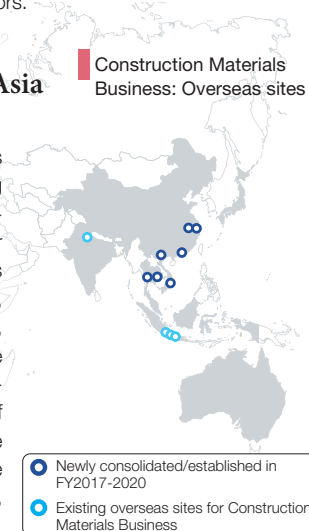 ors.
Asia
Construction Materials
Business: Overseas sites
Newly consolidated/established in
FY2017-2020
Existing overseas sites for Construction
Materials Business